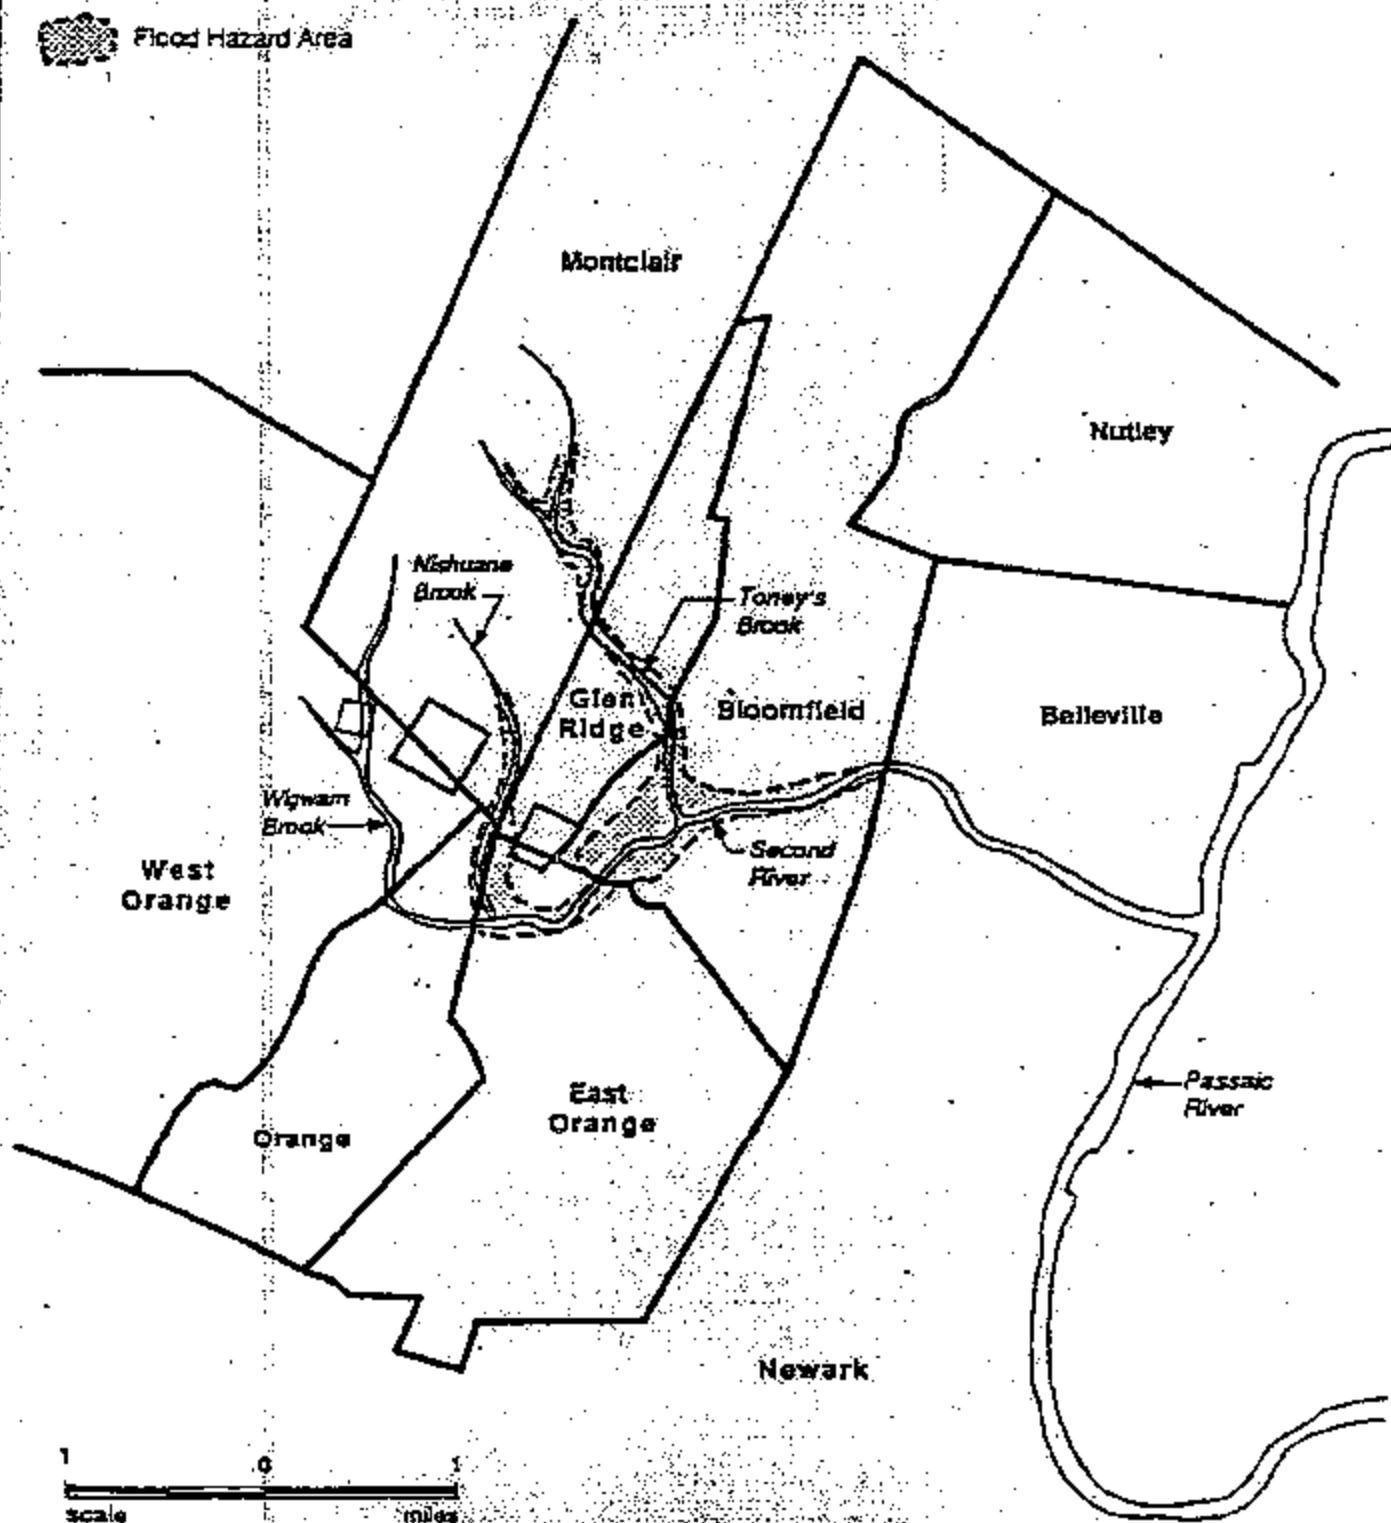 Flood Hazard Area
Montclair
Nutley
Nishuane
Brook
Toney's
Brook
Glen
Ridge
Bloomfield
Belleville
Wigwam
Brook
Second
River
West
Orange
Passaic
River
East
Orange
Orange
Newark
1 0 1
scale miles